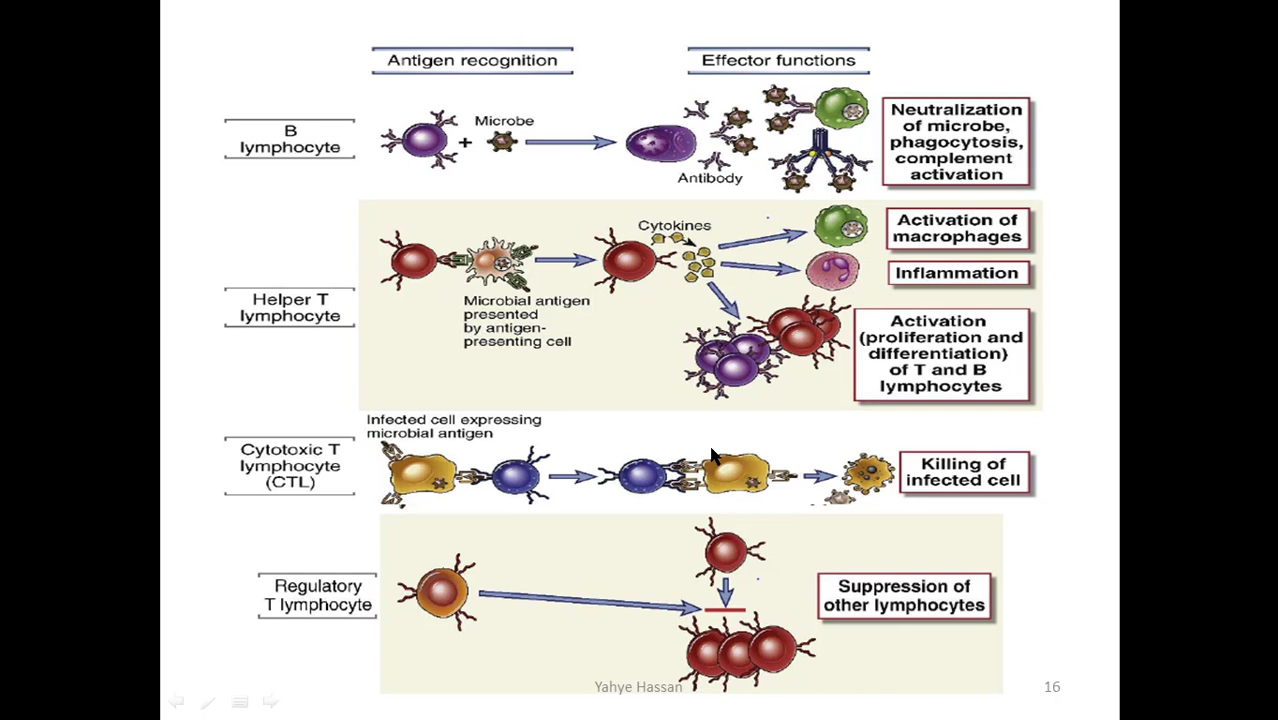 Antigen recognition
Effector functions
B
lymphocyte
Microbe
Antibody
Neutralization
of microbe,
phagocytosis,
complement
activation
Helper T
lymphocyte
Microbial antigen
presented
by antigen-
presenting cell
Cytokines
Activation of
macrophages
Inflammation
Activation
(proliferation and
differentiation)
of T and B
lymphocytes
Cytotoxic T
lymphocyte
(CTL)
Infected cell expressing
microbial antigen
Killing of
infected cell
Regulatory
T lymphocyte
Suppression of
other lymphocytes
Yahye Hassan
16